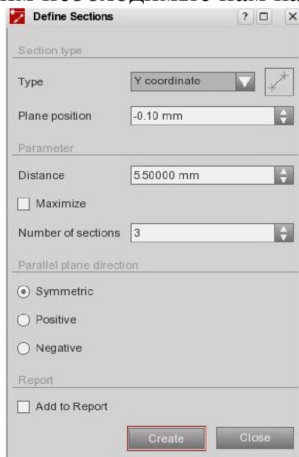 Define Sections
Section type
Type Y coordinate
Plane position -0.10 mm
Parameter
Distance 5.50000 mm
Maximize
Number of sections 3
Parallel plane direction
Symmetric
Positive
Negative
Report
Add to Report
Create Close